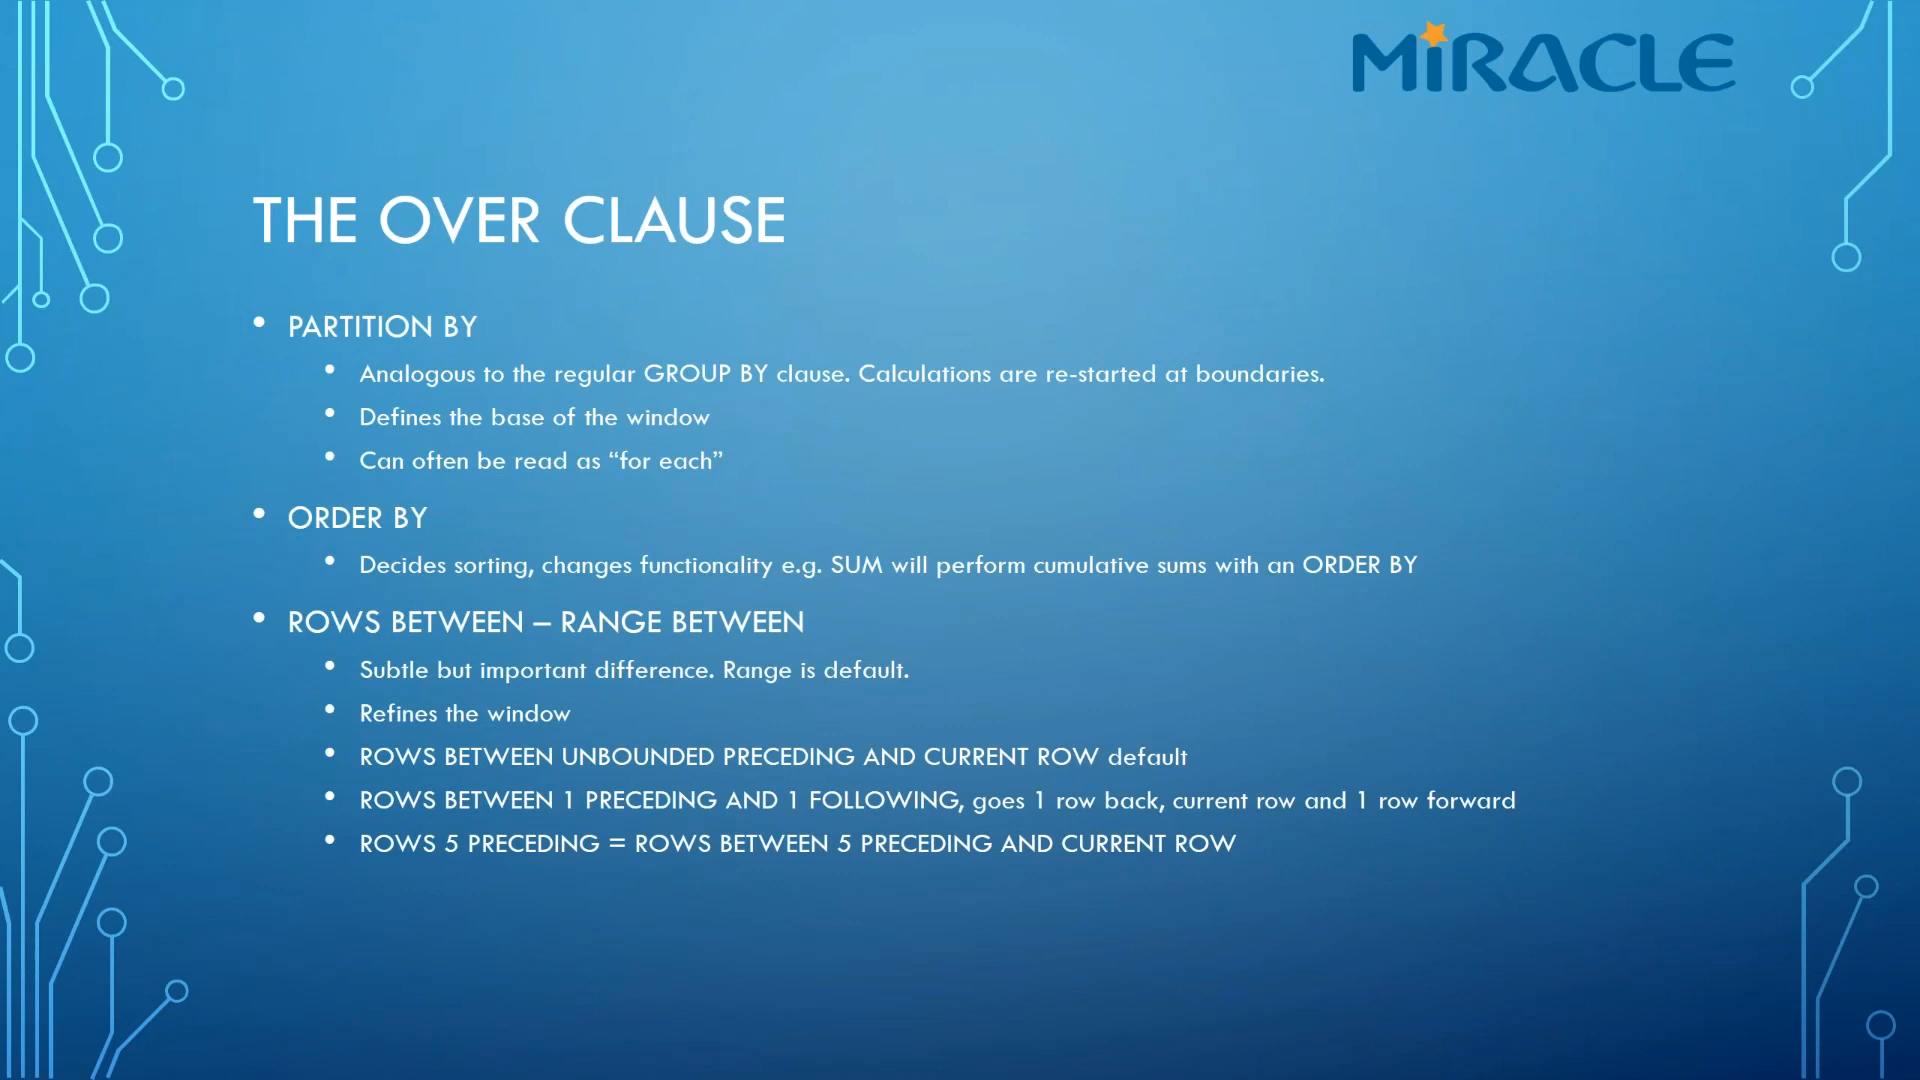 MiRACLE
THE OVER CLAUSE
• PARTITION BY
• Analogous to the regular GROUP BY clause. Calculations are re-started at boundaries.
• Defines the base of the window
• Can often be read as “for each”
• ORDER BY
• Decides sorting, changes functionality e.g. SUM will perform cumulative sums with an ORDER BY
• ROWS BETWEEN – RANGE BETWEEN
• Subtle but important difference. Range is default.
• Refines the window
• ROWS BETWEEN UNBOUNDED PRECEDING AND CURRENT ROW default
• ROWS BETWEEN 1 PRECEDING AND 1 FOLLOWING, goes 1 row back, current row and 1 row forward
• ROWS 5 PRECEDING = ROWS BETWEEN 5 PRECEDING AND CURRENT ROW